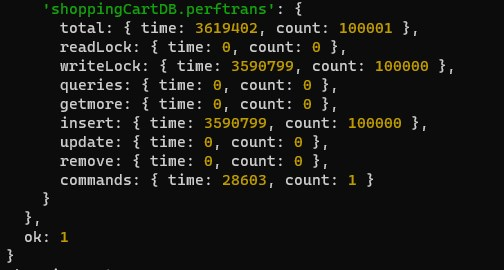 'shoppingCartDB.perftrans': {
total: { time: 3619402, count: 100001 },
readLock: { time: 0, count: 0 },
writeLock: { time: 3590799, count: 100000 },
queries: { time: 0, count: 0 },
getmore: { time: 0, count: 0 },
insert: { time: 3590799, count: 100000 },
update: { time: 0, count: 0 },
remove: { time: 0, count: 0 },
commands: { time: 28603, count: 1 }
}
},
ok: 1
}